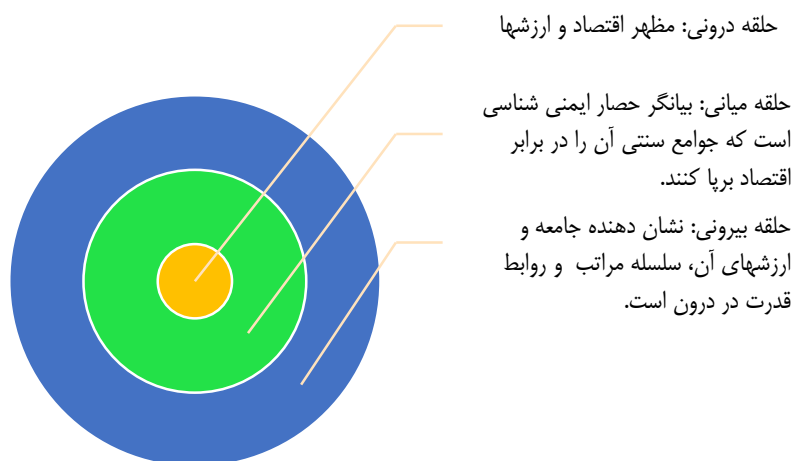 حلقه درونی: مظهر اقتصاد و ارزشها
حلقه میانی: بیانگر حصار ایمنی شناسی
است که جوامع سنتی آن را در برابر
اقتصاد برپا کنند.
حلقه بیرونی: نشان دهنده جامعه و
ارزشهای آن، سلسله مراتب و روابط
قدرت در درون است.